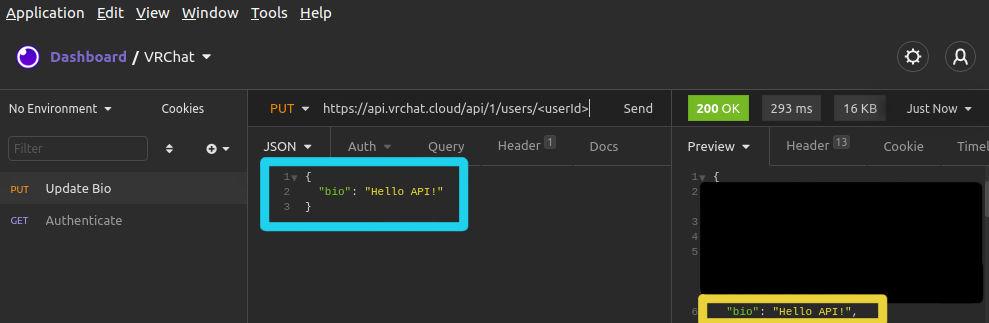 Application Edit View Window Tools Help
Dashboard / VRChat
No Environment Cookies
Filter
PUT Update Bio
GET Authenticate
PUT https://api.vrchat.cloud/api/1/users/<userId> Send
JSON Auth Query Header 1 Docs
1 {
2 "bio": "Hello API!"
3 }
200 OK 293 ms 16 KB Just Now
Preview Header 13 Cookie Timel
1 {
2
3
4
5
6 "bio": "Hello API!",